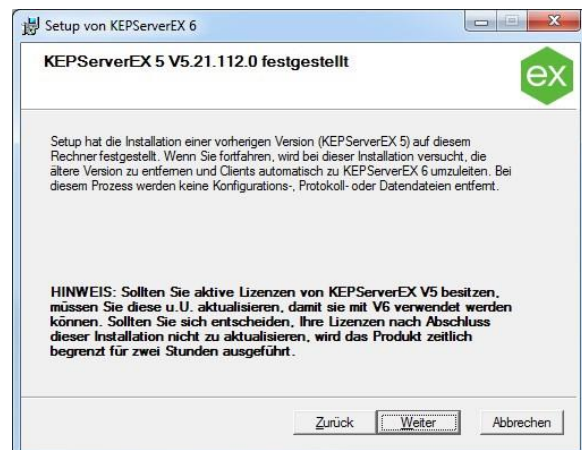 Setup von KEPServerEX 6
KEPServerEX 5 V5.21.112.0 festgestellt
ex
Setup hat die Installation einer vorherigen Version (KEPServerEX 5) auf diesem
Rechner festgestellt. Wenn Sie fortfahren, wird bei dieser Installation versucht, die
ältere Version zu entfernen und Clients automatisch zu KEPServerEX 6 umzuleiten. Bei
diesem Prozess werden keine Konfigurations-, Protokoll- oder Datendateien entfernt.
HINWEIS: Sollten Sie aktive Lizenzen von KEPServerEX V5 besitzen,
müssen Sie diese u.U. aktualisieren, damit sie mit V6 verwendet werden
können. Sollten Sie sich entscheiden, Ihre Lizenzen nach Abschluss
dieser Installation nicht zu aktualisieren, wird das Produkt zeitlich
begrenzt für zwei Stunden ausgeführt.
Zurück Weiter Abbrechen